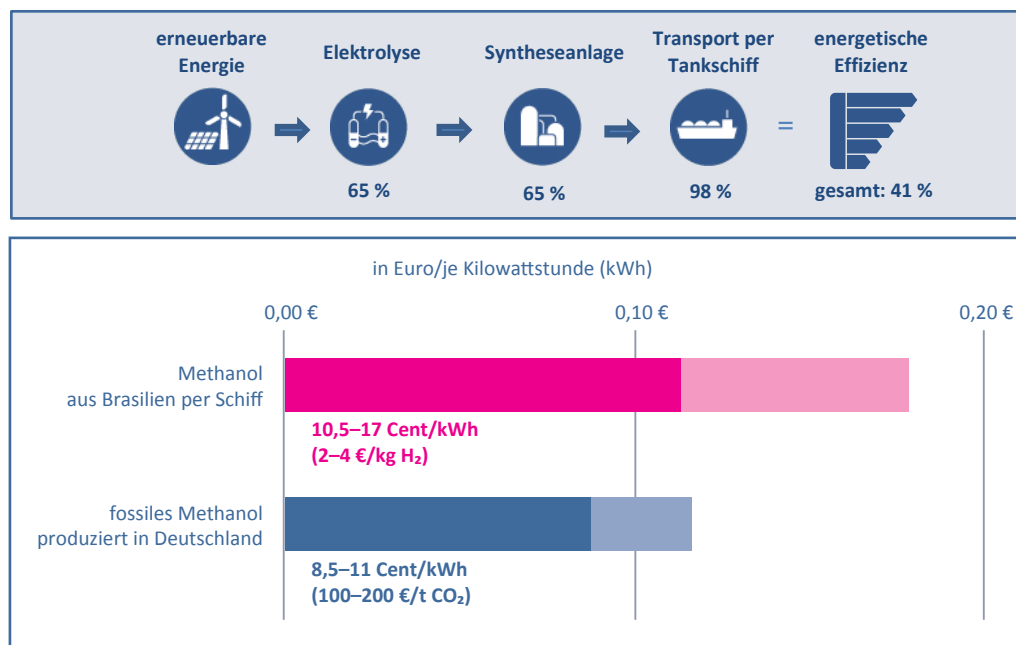 erneuerbare
Energie
Elektrolyse
Syntheseanlage
Transport per
Tankschiff
energetische
Effizienz
=
65 %
65 %
98 %
gesamt: 41 %
in Euro/je Kilowattstunde (kWh)
0,00 €
0,10 €
0,20 €
Methanol
aus Brasilien per Schiff
10,5–17 Cent/kWh
(2–4 €/kg H₂)
fossiles Methanol
produziert in Deutschland
8,5–11 Cent/kWh
(100–200 €/t CO₂)